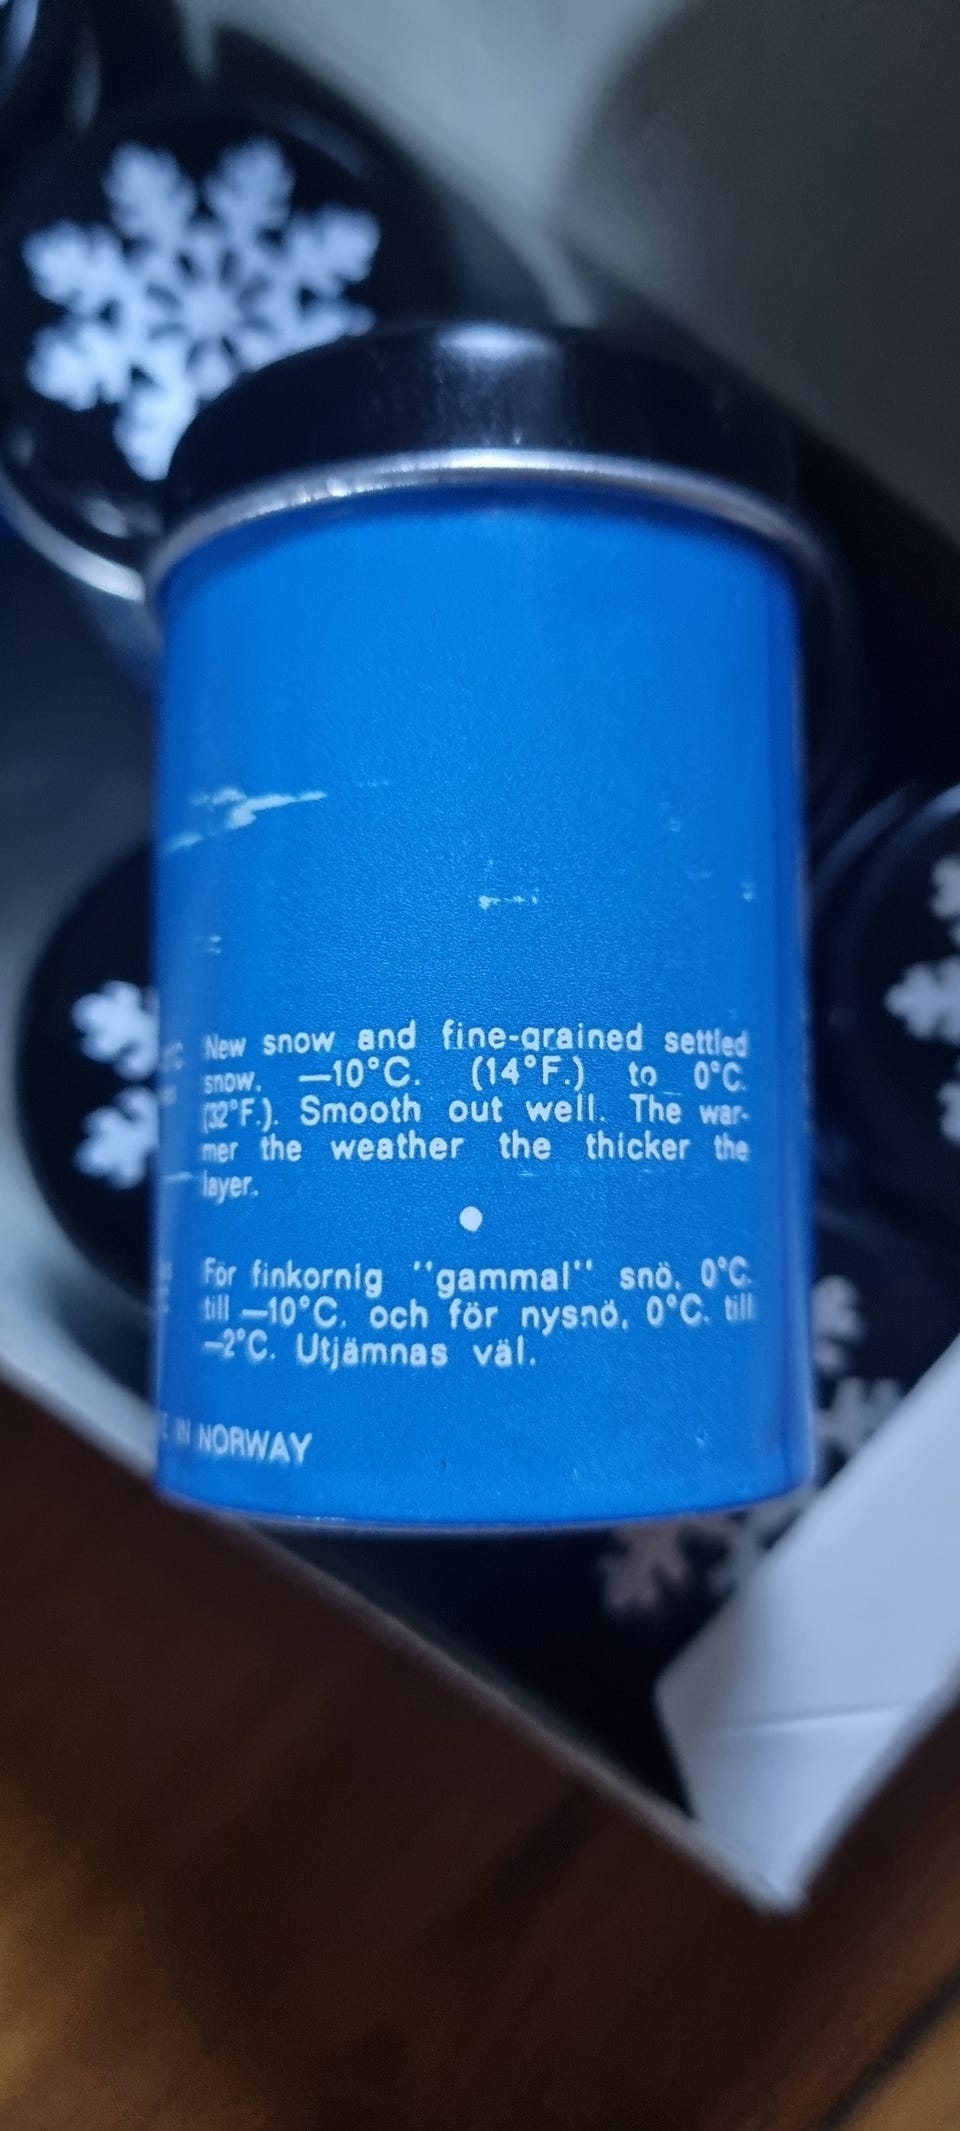 New snow and fine-grained settled
snow. —10°C. (14°F.) to 0°C.
(32°F.). Smooth out well. The war-
mer the weather the thicker the
layer.
För finkornig "gammal" snö, 0°C.
till —10°C. och för nysnö, 0°C. till
—2°C. Utjämnas väl.
IN NORWAY